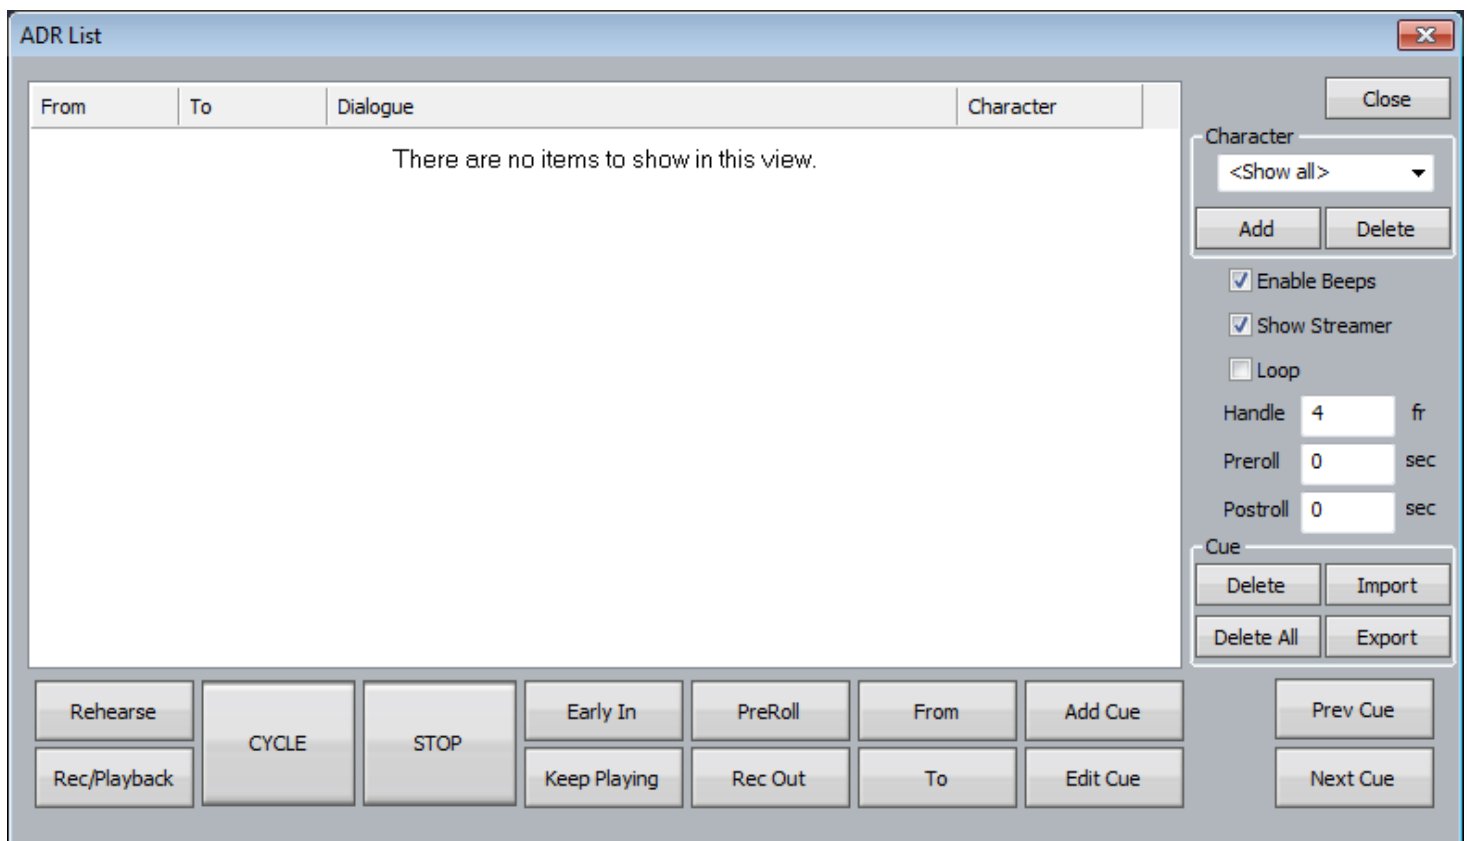 ADR List
From To Dialogue Character
There are no items to show in this view.
Close
Character
<Show all>
Add Delete
Enable Beeps
Show Streamer
Loop
Handle 4 fr
Preroll 0 sec
Postroll 0 sec
Cue
Delete Import
Delete All Export
Rehearse CYCLE STOP Early In PreRoll From Add Cue Prev Cue
Rec/Playback Keep Playing Rec Out To Edit Cue Next Cue